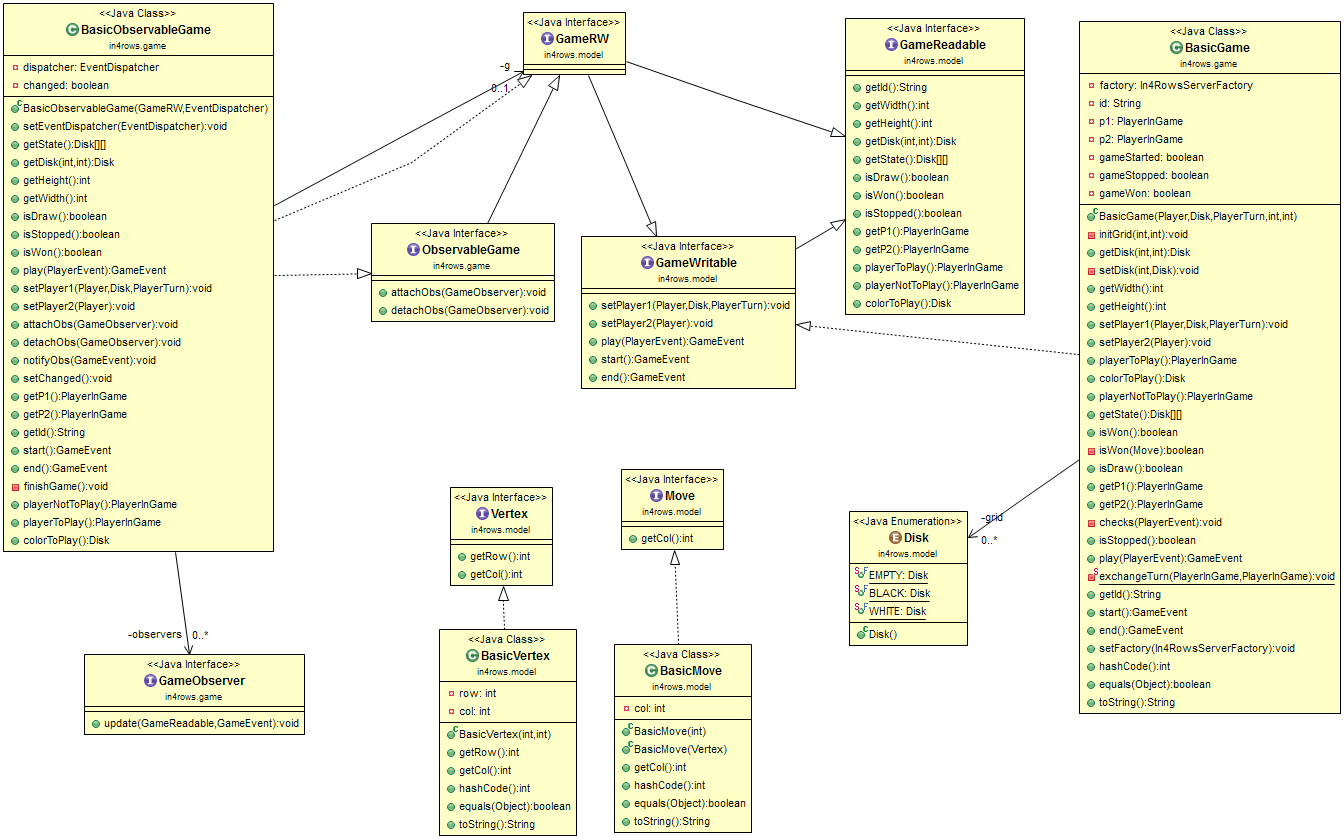 <<Java Class>>
BasicObservableGame
in4rows.game
dispatcher: EventDispatcher
changed: boolean
BasicObservableGame(GameRW,EventDispatcher)
setEventDispatcher(EventDispatcher):void
getState():Disk[][]
getDisk(int,int):Disk
getHeight():int
getWidth():int
isDraw():boolean
isStopped():boolean
isWon():boolean
play(PlayerEvent):GameEvent
setPlayer1(Player,Disk,PlayerTurn):void
setPlayer2(Player):void
attachObs(GameObserver):void
detachObs(GameObserver):void
notifyObs(GameEvent):void
setChanged():void
getP1():PlayerInGame
getP2():PlayerInGame
getId():String
start():GameEvent
end():GameEvent
finishGame():void
playerNotToPlay():PlayerInGame
playerToPlay():PlayerInGame
colorToPlay():Disk
-g
0..1
<<Java Interface>>
GameRW
in4rows.model
<<Java Interface>>
GameReadable
in4rows.model
getId():String
getWidth():int
getHeight():int
getDisk(int,int):Disk
getState():Disk[][]
isDraw():boolean
isWon():boolean
isStopped():boolean
getP1():PlayerInGame
getP2():PlayerInGame
playerToPlay():PlayerInGame
playerNotToPlay():PlayerInGame
colorToPlay():Disk
<<Java Class>>
BasicGame
in4rows.game
factory: In4RowsServerFactory
id: String
p1: PlayerInGame
p2: PlayerInGame
gameStarted: boolean
gameStopped: boolean
gameWon: boolean
BasicGame(Player,Disk,PlayerTurn,int,int)
initGrid(int,int):void
getDisk(int,int):Disk
setDisk(int,Disk):void
getWidth():int
getHeight():int
setPlayer1(Player,Disk,PlayerTurn):void
setPlayer2(Player):void
playerToPlay():PlayerInGame
colorToPlay():Disk
playerNotToPlay():PlayerInGame
getState():Disk[][]
isWon():boolean
isWon(Move):boolean
isDraw():boolean
getP1():PlayerInGame
getP2():PlayerInGame
checks(PlayerEvent):void
isStopped():boolean
play(PlayerEvent):GameEvent
exchangeTurn(PlayerInGame,PlayerInGame):void
getId():String
start():GameEvent
end():GameEvent
setFactory(In4RowsServerFactory):void
hashCode():int
equals(Object):boolean
toString():String
<<Java Interface>>
ObservableGame
in4rows.game
attachObs(GameObserver):void
detachObs(GameObserver):void
<<Java Interface>>
GameWritable
in4rows.model
setPlayer1(Player,Disk,PlayerTurn):void
setPlayer2(Player):void
play(PlayerEvent):GameEvent
start():GameEvent
end():GameEvent
<<Java Interface>>
Vertex
in4rows.model
getRow():int
getCol():int
<<Java Interface>>
Move
in4rows.model
getCol():int
-grid
0..*
<<Java Enumeration>>
Disk
in4rows.model
EMPTY: Disk
BLACK: Disk
WHITE: Disk
Disk()
-observers
0..*
<<Java Interface>>
GameObserver
in4rows.game
update(GameReadable,GameEvent):void
<<Java Class>>
BasicVertex
in4rows.model
row: int
col: int
BasicVertex(int,int)
getRow():int
getCol():int
hashCode():int
equals(Object):boolean
toString():String
<<Java Class>>
BasicMove
in4rows.model
col: int
BasicMove(int)
BasicMove(Vertex)
getCol():int
hashCode():int
equals(Object):boolean
toString():String